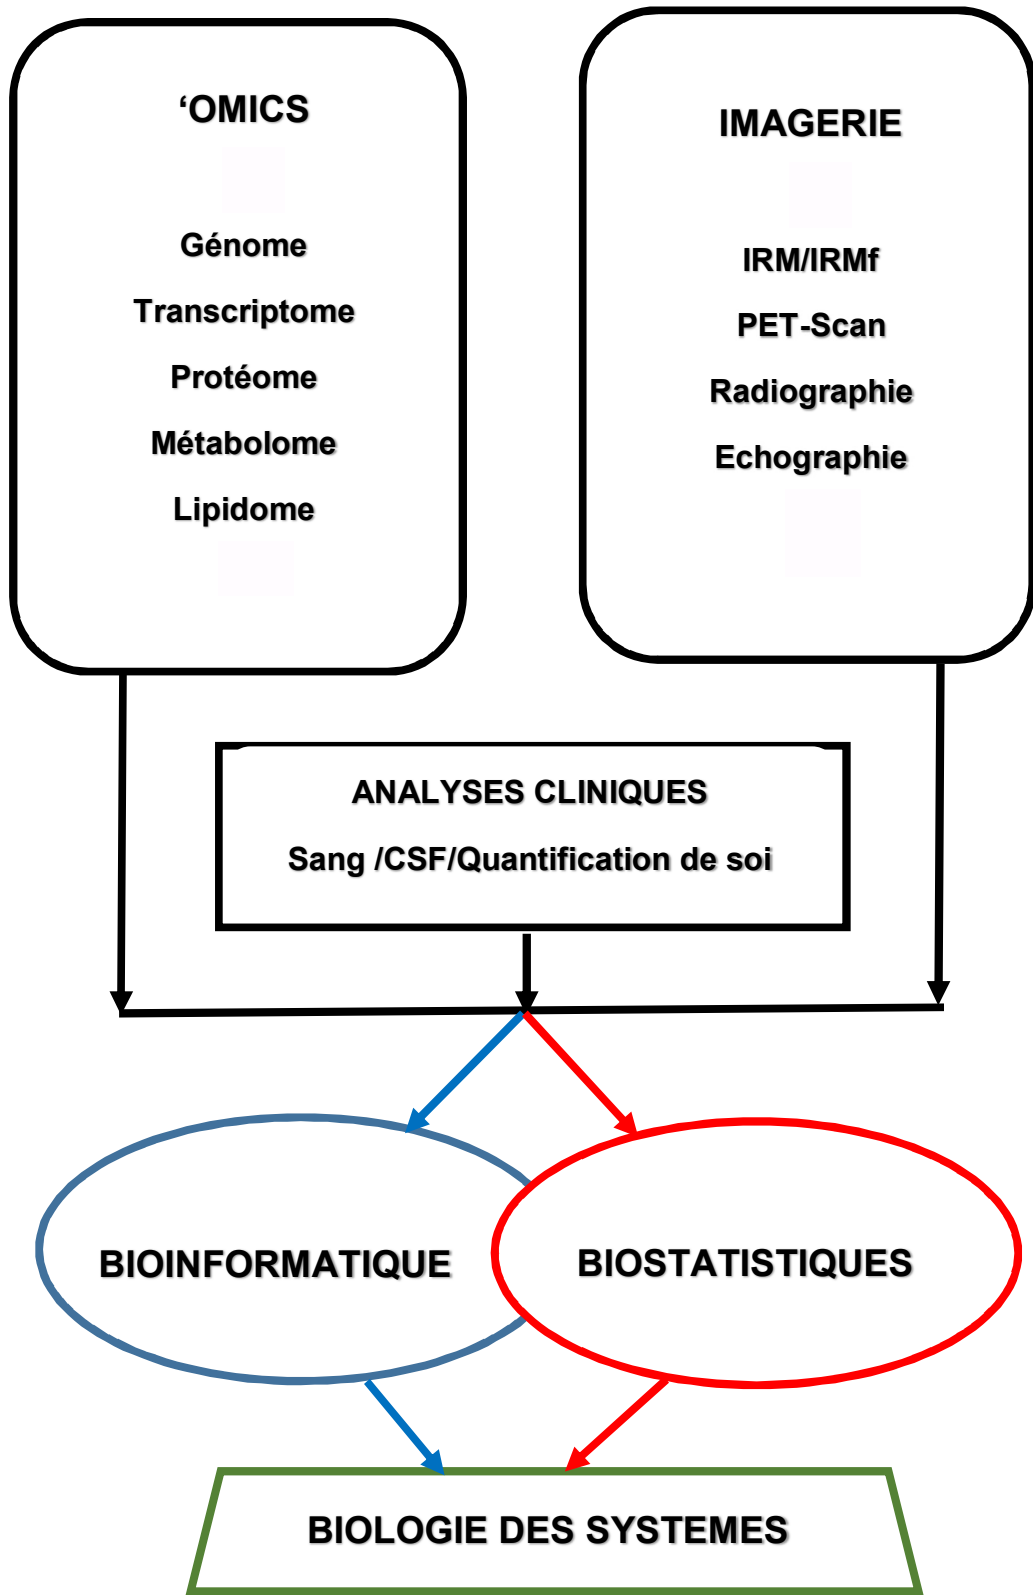 ‘OMICS
Génome
Transcriptome
Protéome
Métabolome
Lipidome
IMAGERIE
IRM/IRMf
PET-Scan
Radiographie
Echographie
ANALYSES CLINIQUES
Sang /CSF/Quantification de soi
BIOINFORMATIQUE
BIOSTATISTIQUES
BIOLOGIE DES SYSTEMES